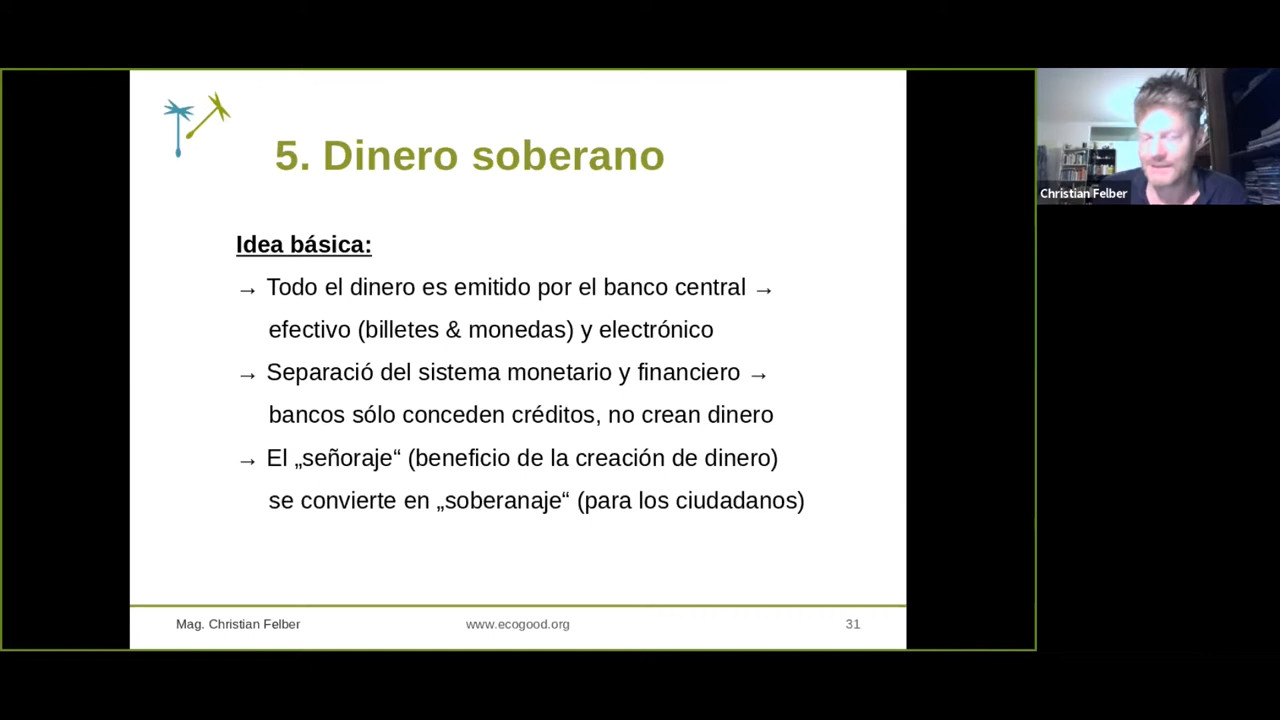 5. Dinero soberano
Idea básica:
→ Todo el dinero es emitido por el banco central →
efectivo (billetes & monedas) y electrónico
→ Separació del sistema monetario y financiero →
bancos sólo conceden créditos, no crean dinero
→ El „señoraje“ (beneficio de la creación de dinero)
se convierte en „soberanaje“ (para los ciudadanos)
Mag. Christian Felber
www.ecogood.org
31
Christian Felber